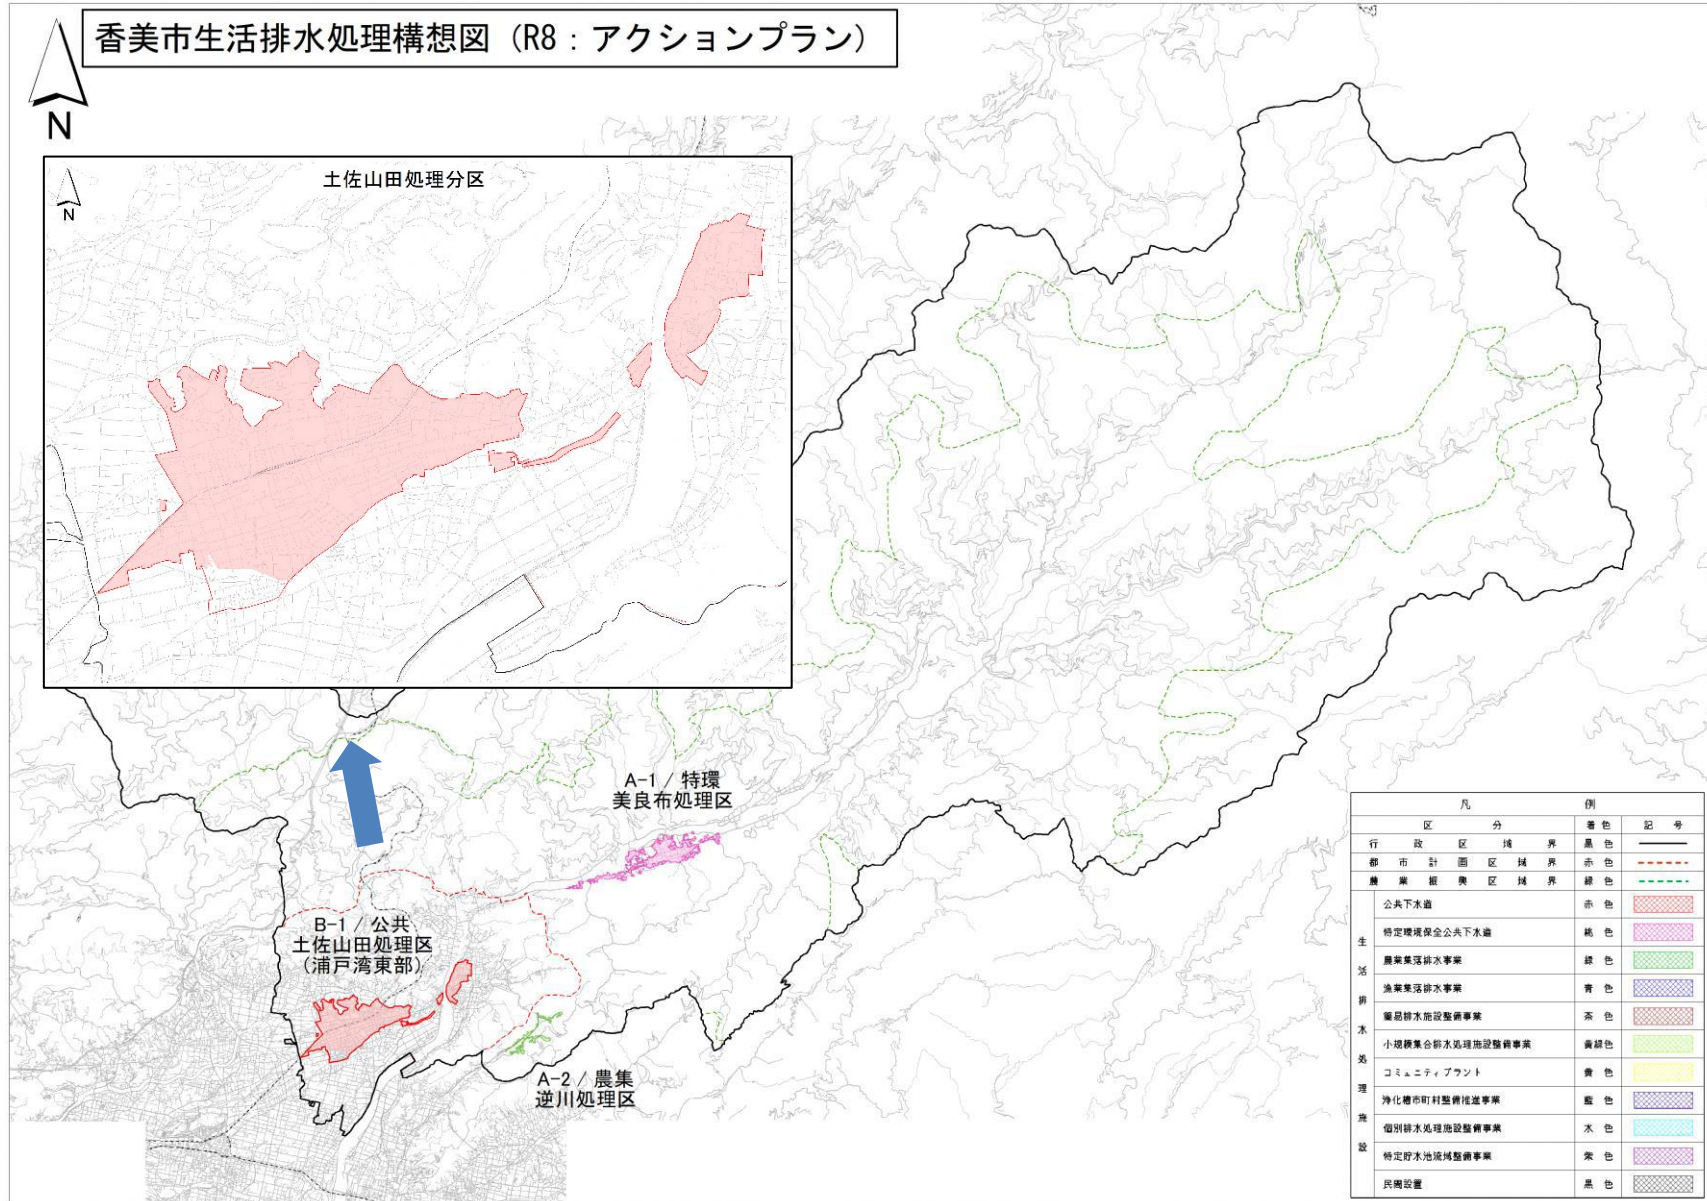 香美市生活排水処理構想図（R8：アクションプラン）
N
土佐山田処理分区
N
A-1 / 特環
美良布処理区
B-1 / 公共
土佐山田処理区
（浦戸湾東部）
A-2 / 農集
逆川処理区
凡 例
区 分 着色 記号
行政区域界 黒色
都市計画区域界 赤色
農業振興区域界 緑色
生活排水処理施設
公共下水道 赤色
特定環境保全公共下水道 桃色
農業集落排水事業 緑色
漁業集落排水事業 青色
簡易排水施設整備事業 茶色
小規模集合排水処理施設整備事業 黄緑色
コミュニティプラント 黄色
浄化槽市町村整備推進事業 藍色
個別排水処理施設整備事業 水色
特定貯水池流域整備事業 紫色
民間設置 黒色